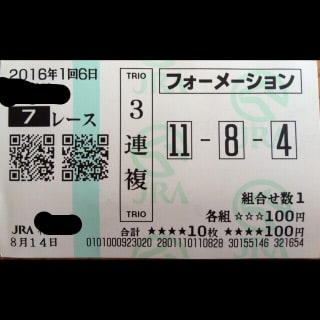 2016年1回6日
7レース
TRIO
3連複
TRIO
フォーメーション
11-8-4
組合せ数1
各組 ☆☆☆100円
合計 ★★★★10枚 ★★★★100円
JRA
8月14日
0101000923020 2801110110828 30155146 321654
JRA
JRA